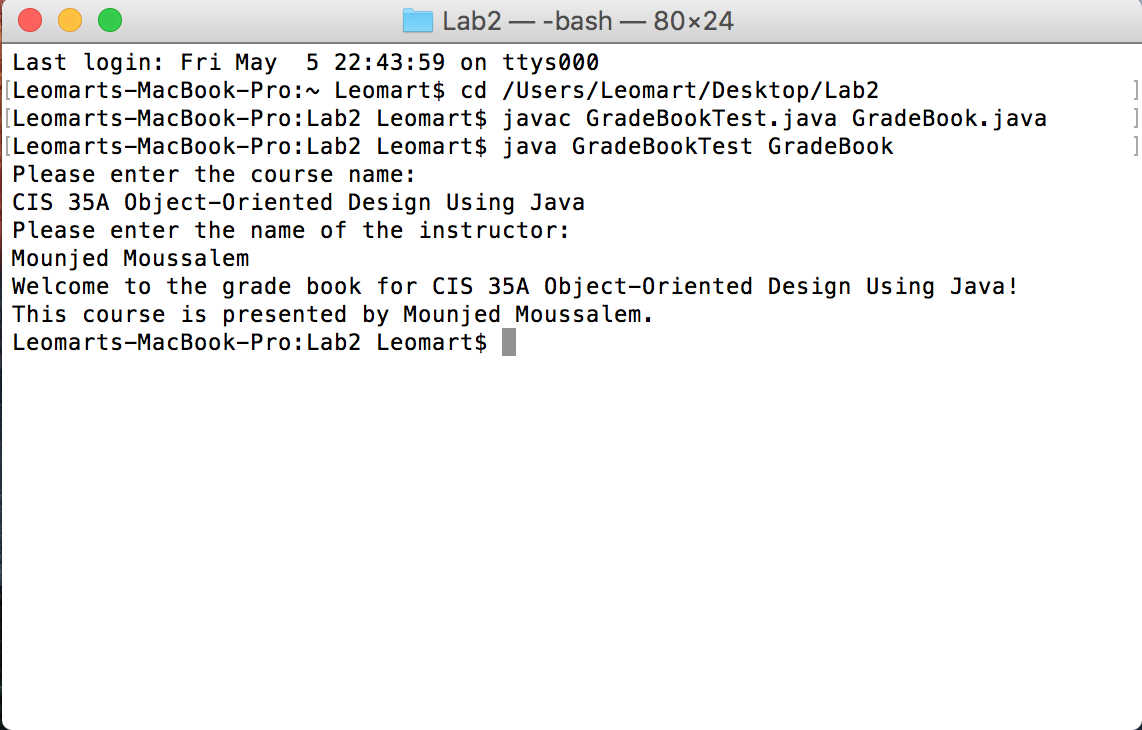 Lab2 — -bash — 80×24
Last login: Fri May  5 22:43:59 on ttys000
[Leomarts-MacBook-Pro:~ Leomart$ cd /Users/Leomart/Desktop/Lab2 ]
[Leomarts-MacBook-Pro:Lab2 Leomart$ javac GradeBookTest.java GradeBook.java ]
[Leomarts-MacBook-Pro:Lab2 Leomart$ java GradeBookTest GradeBook ]
Please enter the course name:
CIS 35A Object-Oriented Design Using Java
Please enter the name of the instructor:
Mounjed Moussalem
Welcome to the grade book for CIS 35A Object-Oriented Design Using Java!
This course is presented by Mounjed Moussalem.
Leomarts-MacBook-Pro:Lab2 Leomart$